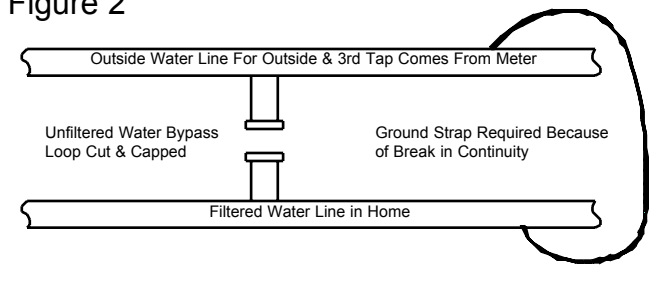 Figure 2
Outside Water Line For Outside & 3rd Tap Comes From Meter
Unfiltered Water Bypass
Loop Cut & Capped
Ground Strap Required Because
of Break in Continuity
Filtered Water Line in Home